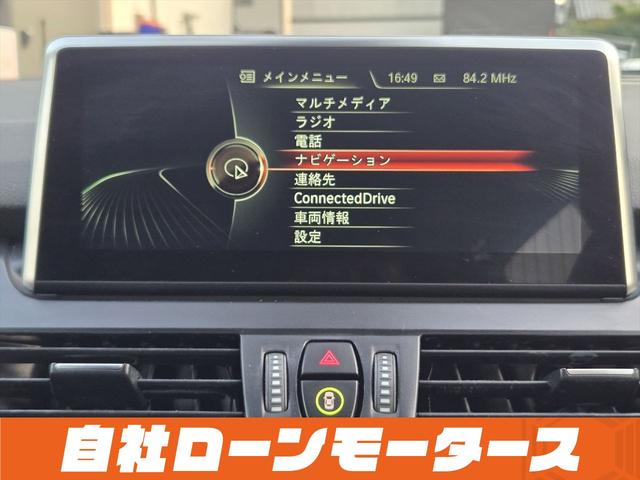 メインメニュー 16:49 84.2 MHz
マルチメディア
ラジオ
電話
ナビゲーション
連絡先
ConnectedDrive
車両情報
設定
自社ローンモータース